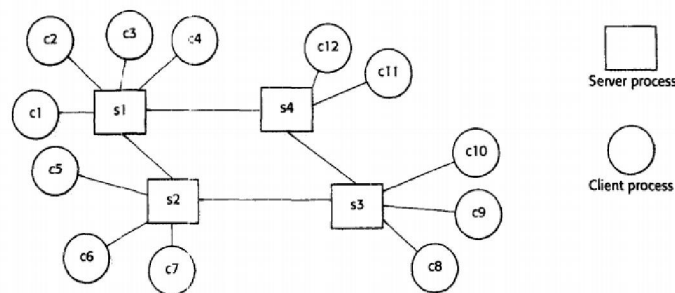 c3
c2
c4
c12
c11
s1
s4
c1
c10
c5
s2
s3
c9
c6
c7
c8
Server process
Client process